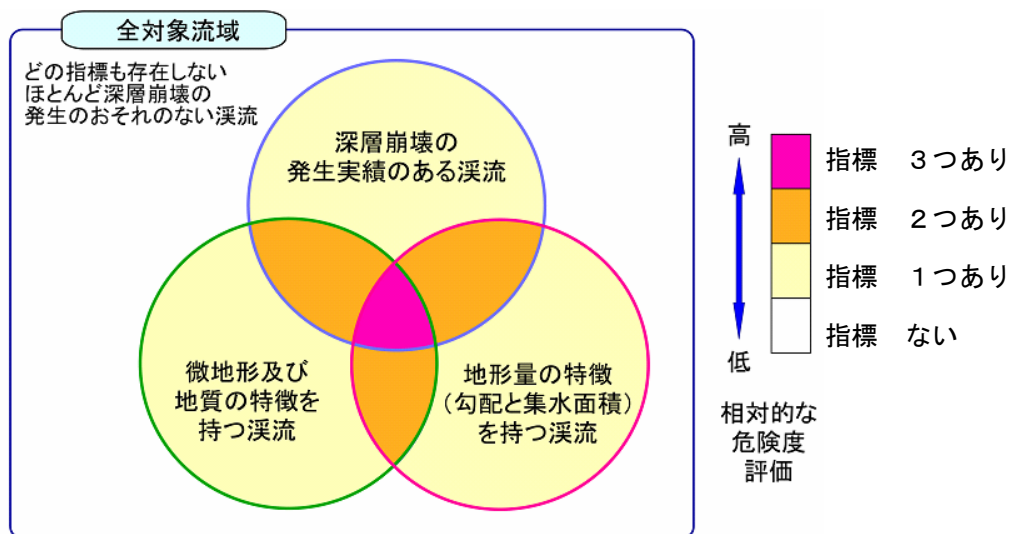 全対象流域
どの指標も存在しない
ほとんど深層崩壊の
発生のおそれのない渓流
深層崩壊の
発生実績のある渓流
微地形及び
地質の特徴を
持つ渓流
地形量の特徴
(勾配と集水面積)
を持つ渓流
高
低
指標 3つあり
指標 2つあり
指標 1つあり
指標 ない
相対的な
危険度
評価